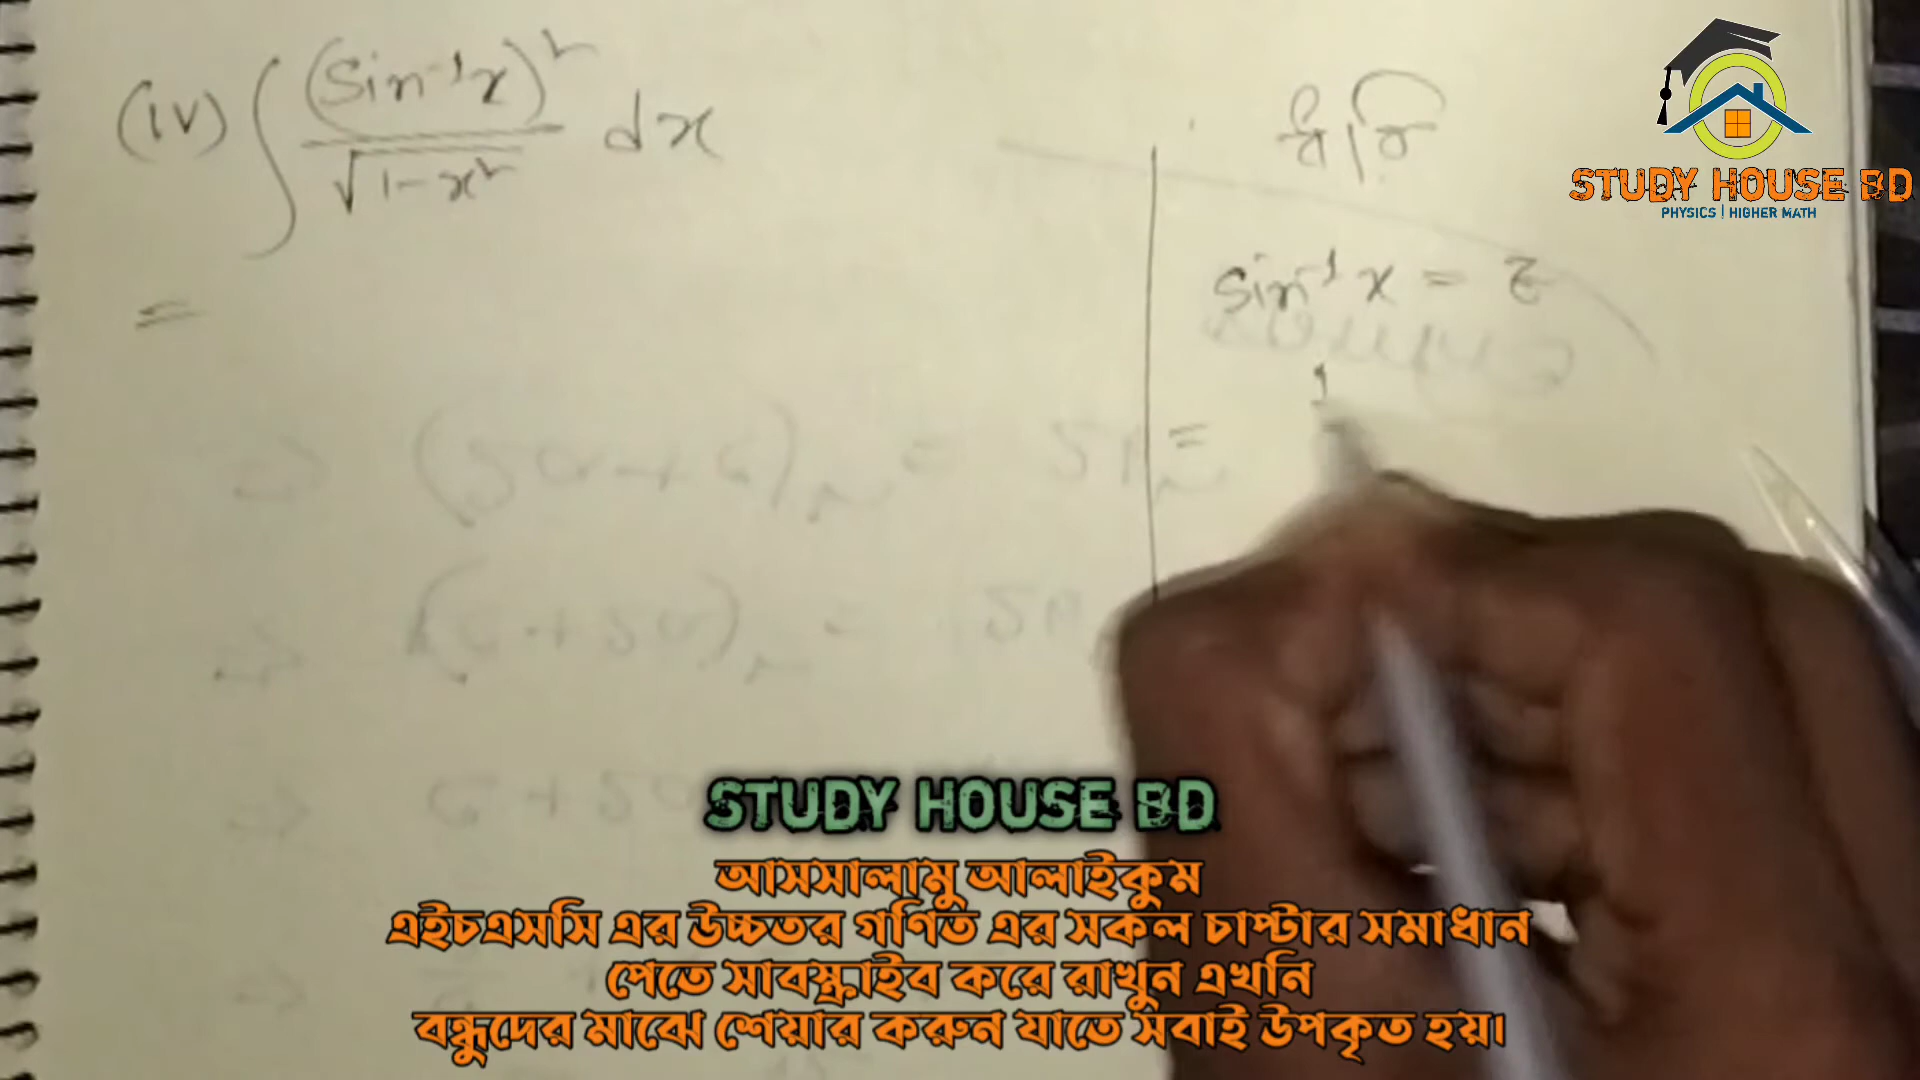 (iv) ∫ (sin⁻¹x)² / √1-x² dx
=
ধরি
sin⁻¹ x = z
= 1
STUDY HOUSE BD
PHYSICS | HIGHER MATH
STUDY HOUSE BD
আসসালামু আলাইকুম
এইচএসসি এর উচ্চতর গণিত এর সকল চাপ্টার সমাধান
পেতে সাবস্ক্রাইব করে রাখুন এখনি
বন্ধুদের মাঝে শেয়ার করুন যাতে সবাই উপকৃত হয়।